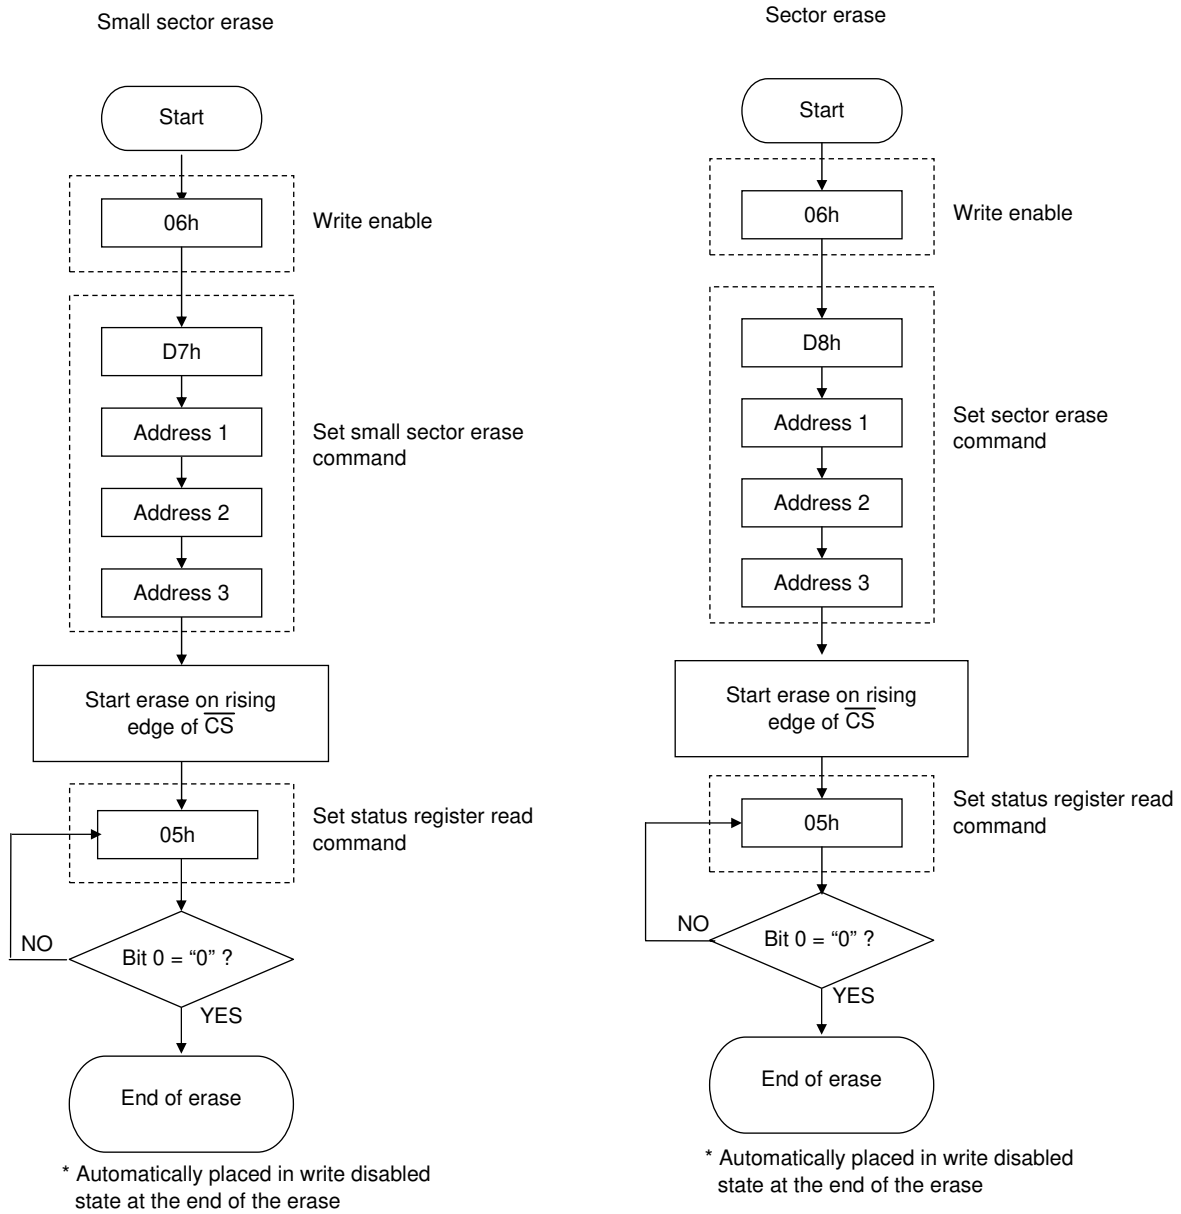 Small sector erase
Start
06h
Write enable
D7h
Address 1
Set small sector erase
command
Address 2
Address 3
Start erase on rising
edge of C̅S̅
Set status register read
05h
command
NO
Bit 0 = “0” ?
YES
End of erase
* Automatically placed in write disabled
state at the end of the erase
Sector erase
Start
06h
Write enable
D8h
Address 1
Set sector erase
command
Address 2
Address 3
Start erase on rising
edge of C̅S̅
Set status register read
05h
command
NO
Bit 0 = “0” ?
YES
End of erase
* Automatically placed in write disabled
state at the end of the erase